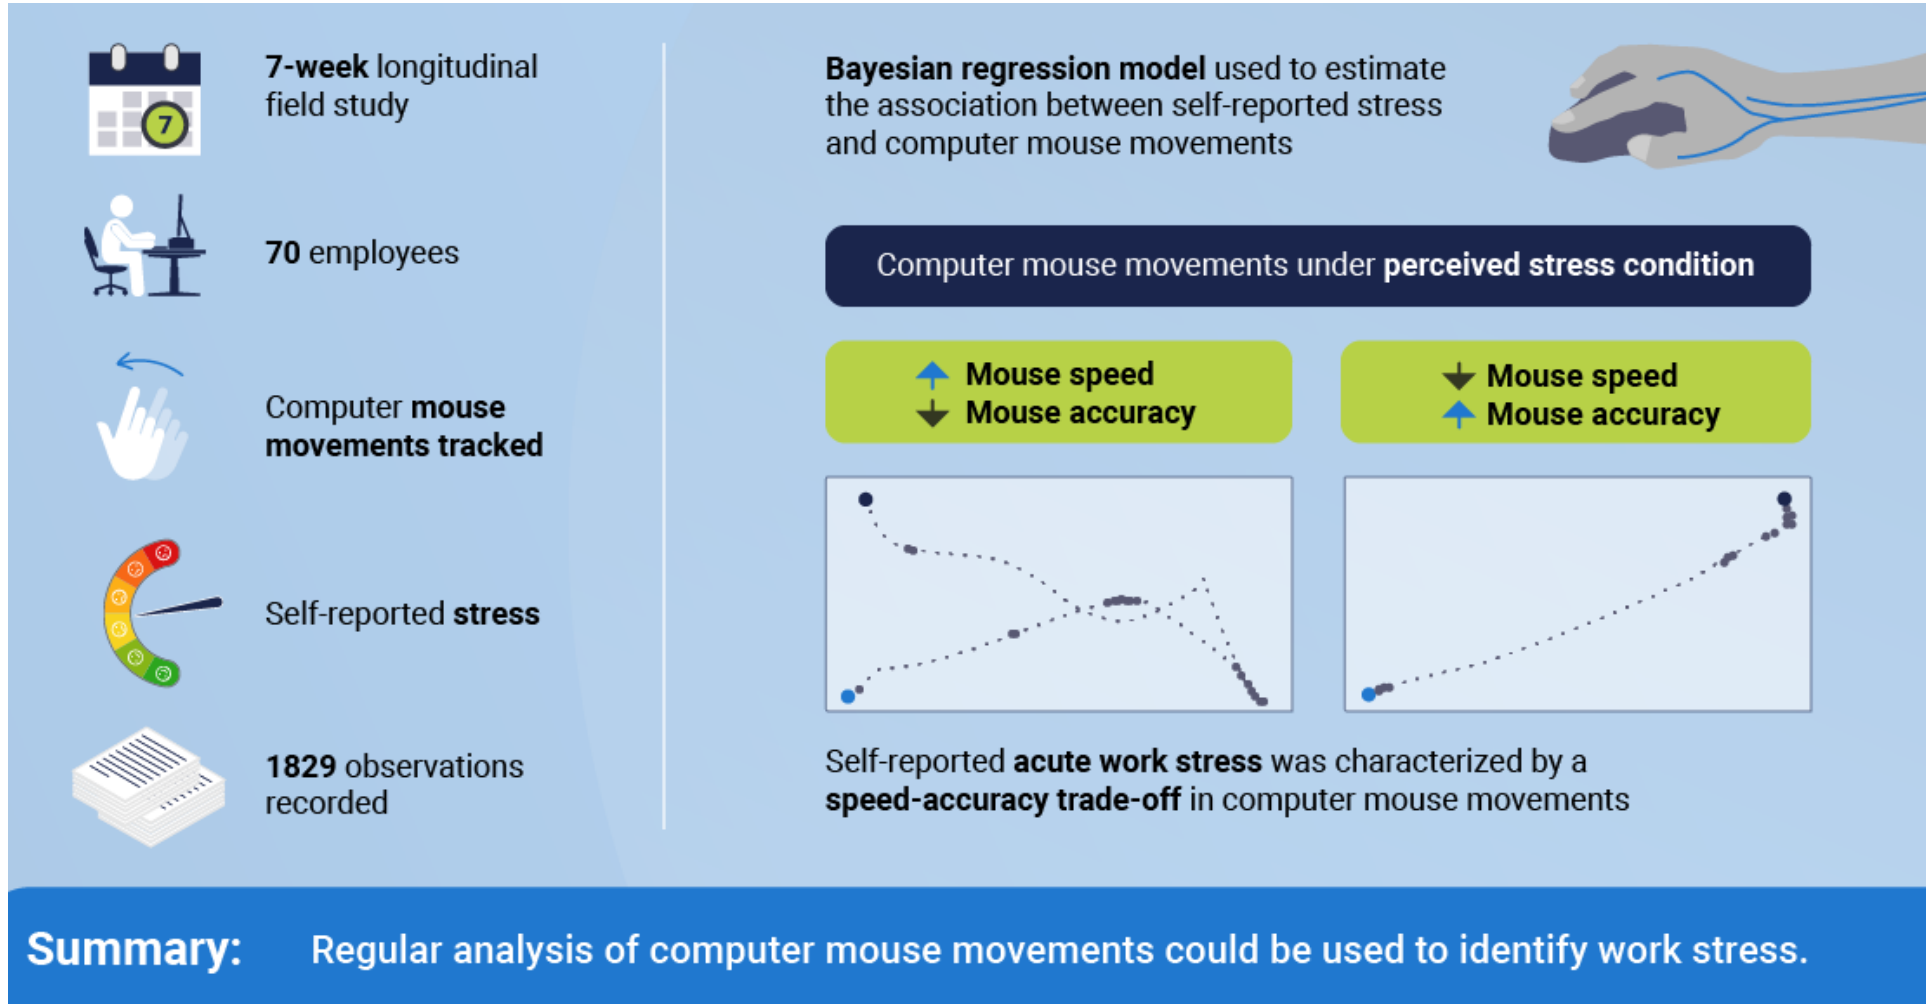 7-week longitudinal
field study
7
70 employees
Computer mouse
movements tracked
Self-reported stress
1829 observations
recorded
Bayesian regression model used to estimate
the association between self-reported stress
and computer mouse movements
Computer mouse movements under perceived stress condition
Mouse speed
Mouse accuracy
Mouse speed
Mouse accuracy
Self-reported acute work stress was characterized by a
speed-accuracy trade-off in computer mouse movements
Summary: Regular analysis of computer mouse movements could be used to identify work stress.